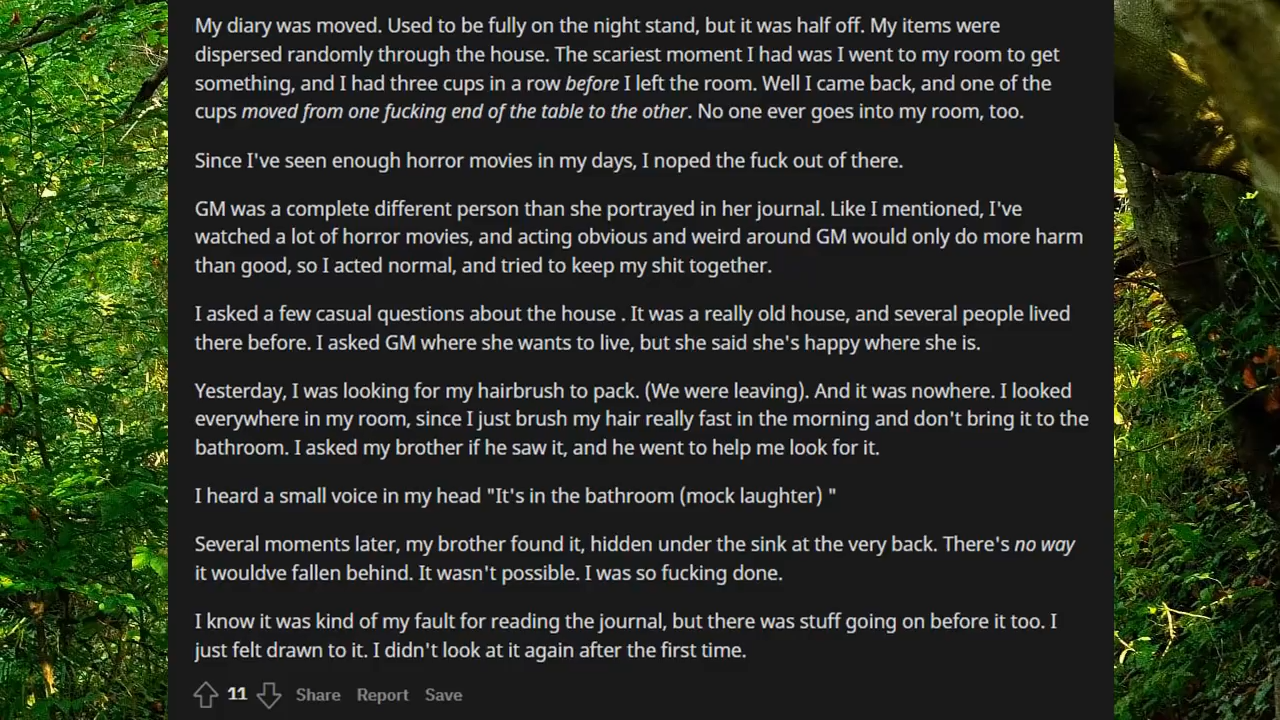 My diary was moved. Used to be fully on the night stand, but it was half off. My items were
dispersed randomly through the house. The scariest moment I had was I went to my room to get
something, and I had three cups in a row before I left the room. Well I came back, and one of the
cups moved from one fucking end of the table to the other. No one ever goes into my room, too.
Since I've seen enough horror movies in my days, I noped the fuck out of there.
GM was a complete different person than she portrayed in her journal. Like I mentioned, I've
watched a lot of horror movies, and acting obvious and weird around GM would only do more harm
than good, so I acted normal, and tried to keep my shit together.
I asked a few casual questions about the house . It was a really old house, and several people lived
there before. I asked GM where she wants to live, but she said she's happy where she is.
Yesterday, I was looking for my hairbrush to pack. (We were leaving). And it was nowhere. I looked
everywhere in my room, since I just brush my hair really fast in the morning and don't bring it to the
bathroom. I asked my brother if he saw it, and he went to help me look for it.
I heard a small voice in my head "It's in the bathroom (mock laughter) "
Several moments later, my brother found it, hidden under the sink at the very back. There's no way
it wouldve fallen behind. It wasn't possible. I was so fucking done.
I know it was kind of my fault for reading the journal, but there was stuff going on before it too. I
just felt drawn to it. I didn't look at it again after the first time.
11 Share Report Save